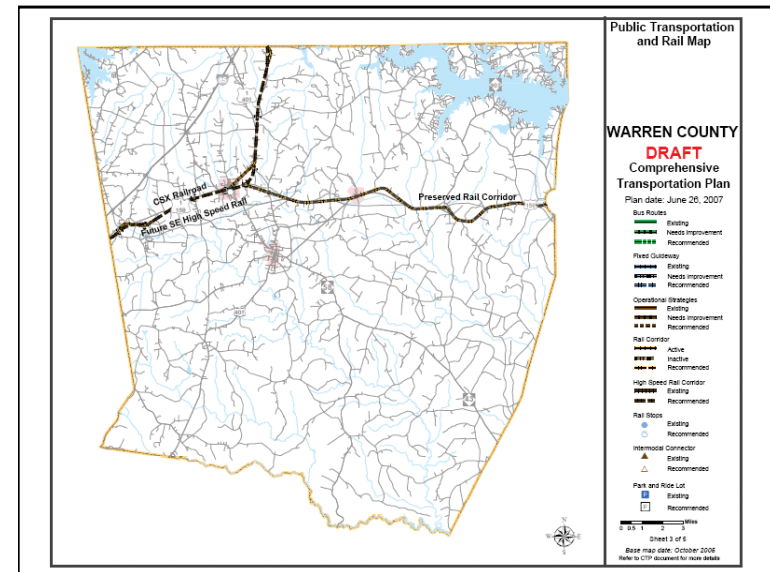 Public Transportation
and Rail Map
WARREN COUNTY
DRAFT
Comprehensive
Transportation Plan
Plan date: June 26, 2007
Bus Routes
Existing
Needs Improvement
Recommended
Fixed Guideway
Existing
Needs Improvement
Recommended
Operational Strategies
Existing
Needs Improvement
Recommended
Rail Corridor
Active
Inactive
Recommended
High Speed Rail Corridor
Existing
Recommended
Rail Stops
Existing
Recommended
Intermodal Connector
Existing
Recommended
Park and Ride Lot
P Existing
P Recommended
0 0.5 1 2 3 Miles
Sheet 3 of 5
Base map date: October 2006
Refer to CTP document for more details
1
401
CSX Railroad
Future SE High Speed Rail
Preserved Rail Corridor
401
43
N
S